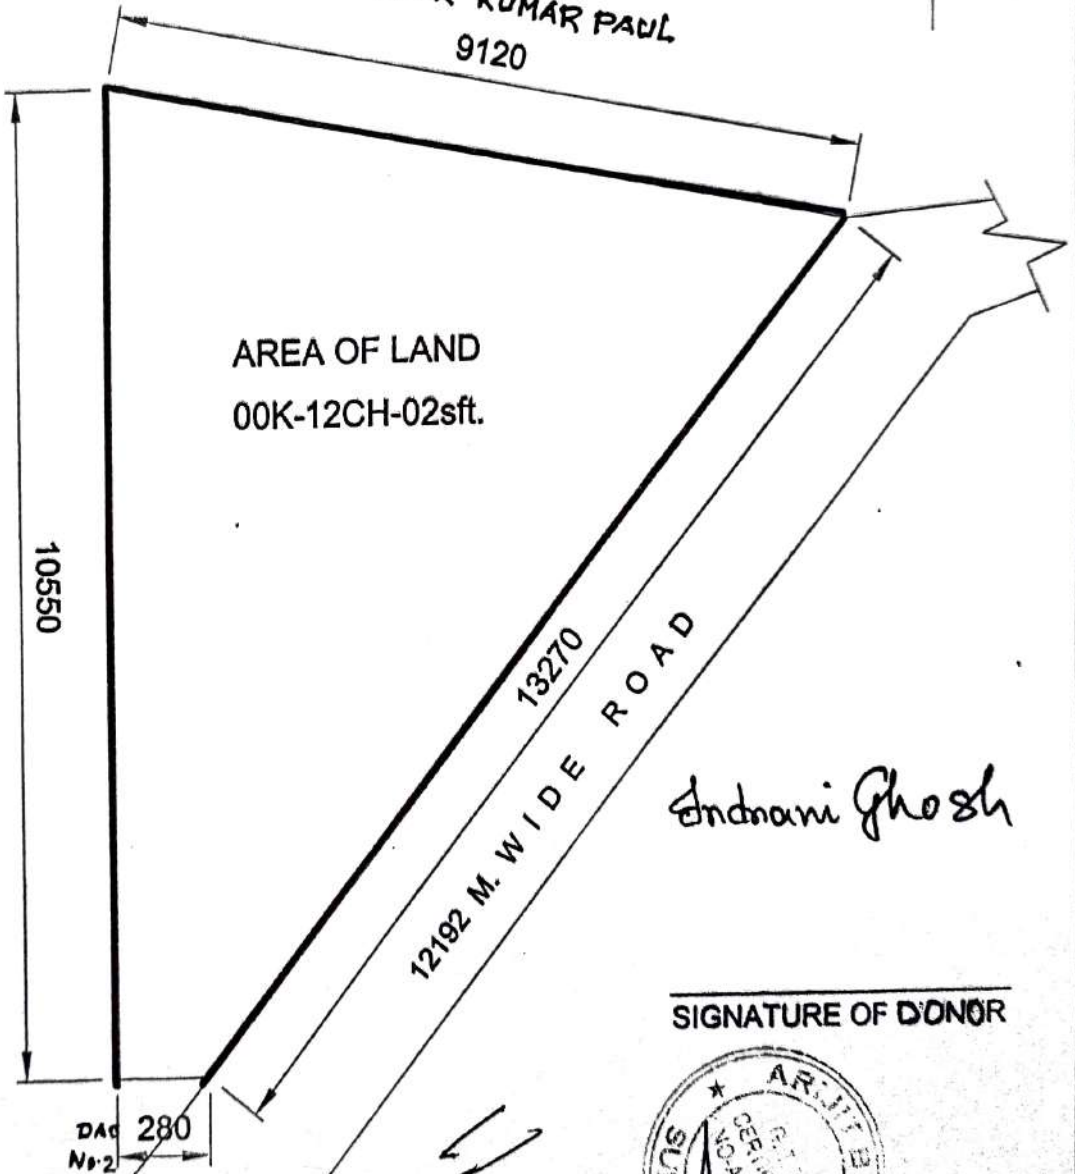 KUMAR PAUL
9120
AREA OF LAND
00K-12CH-02sft.
10550
13270
12192 M. WIDE ROAD
Indrani Ghosh
SIGNATURE OF DONOR
DAG 280
No.2